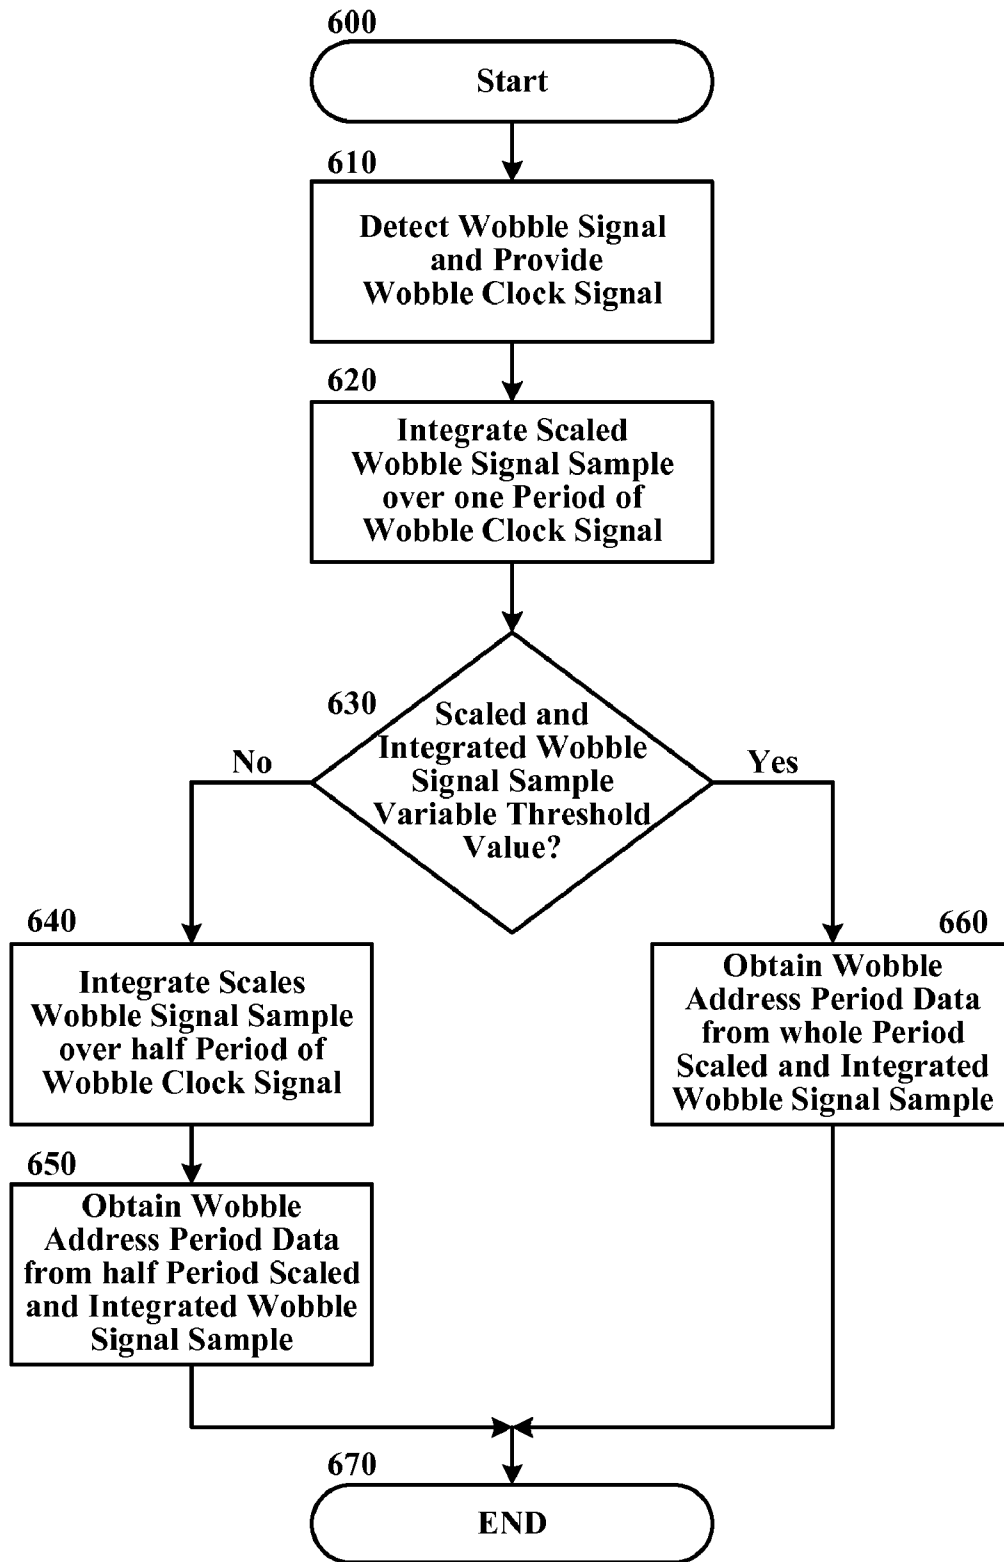 600
Start
610
Detect Wobble Signal
and Provide
Wobble Clock Signal
620
Integrate Scaled
Wobble Signal Sample
over one Period of
Wobble Clock Signal
630
Scaled and
Integrated Wobble
Signal Sample
Variable Threshold
Value?
No
Yes
640
Integrate Scales
Wobble Signal Sample
over half Period of
Wobble Clock Signal
660
Obtain Wobble
Address Period Data
from whole Period
Scaled and Integrated
Wobble Signal Sample
650
Obtain Wobble
Address Period Data
from half Period Scaled
and Integrated Wobble
Signal Sample
670
END